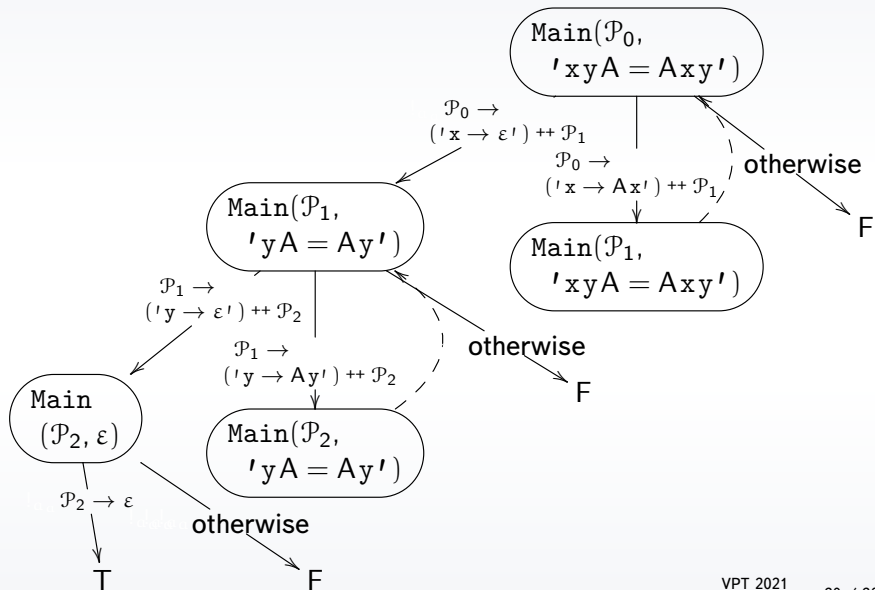 Main(𝒫₀,
'xyA = Axy')
𝒫₀ →
('x → ε') ++ 𝒫₁
𝒫₀ →
('x → Ax') ++ 𝒫₁
otherwise
F
Main(𝒫₁,
'yA = Ay')
Main(𝒫₁,
'xyA = Axy')
𝒫₁ →
('y → ε') ++ 𝒫₂
𝒫₁ →
('y → Ay') ++ 𝒫₂
otherwise
F
Main
(𝒫₂, ε)
Main(𝒫₂,
'yA = Ay')
𝒫₂ → ε
otherwise
T
F
VPT 2021